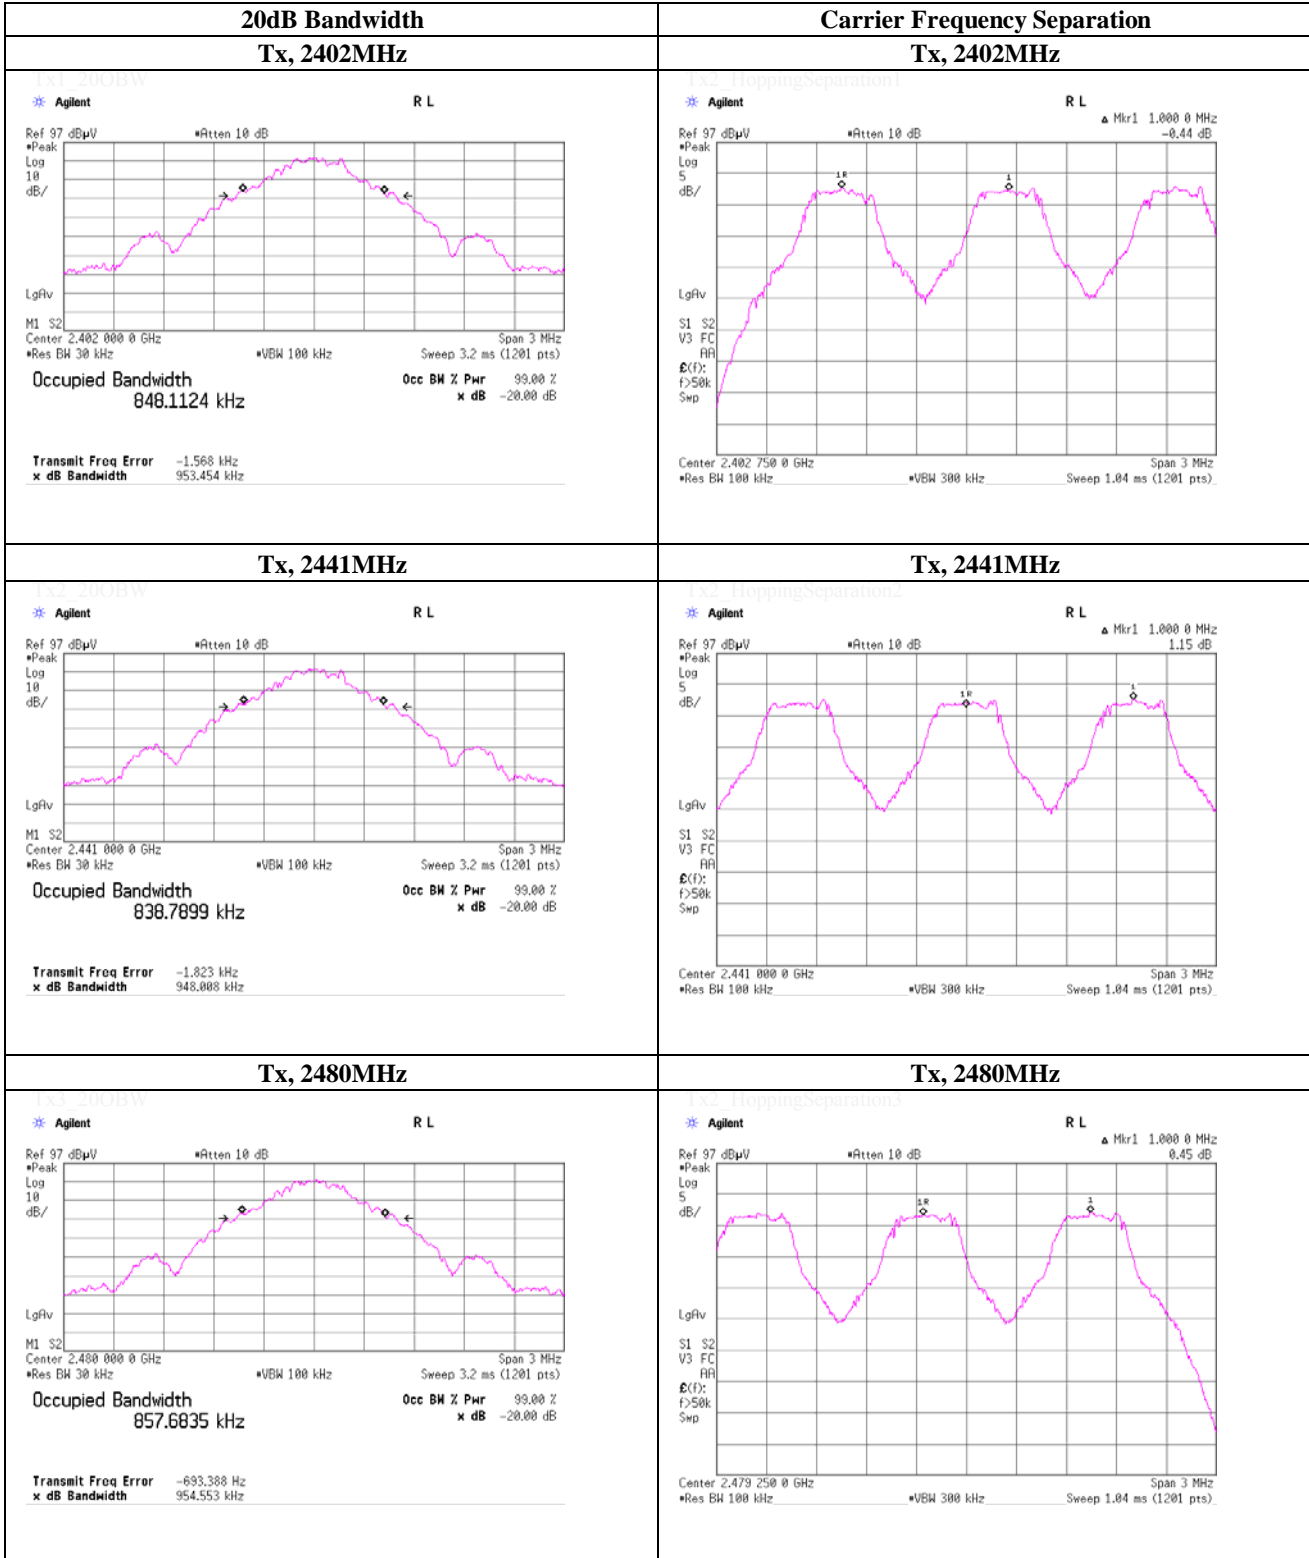 20dB Bandwidth
Carrier Frequency Separation
Tx, 2402MHz
Tx, 2402MHz
Tx1_20OBW
Agilent R L
Ref 97 dBµV #Atten 10 dB
#Peak
Log
10
dB/
LgAv
M1 S2
Center 2.402 000 0 GHz Span 3 MHz
#Res BW 30 kHz #VBW 100 kHz Sweep 3.2 ms (1201 pts)
Occupied Bandwidth Occ BW % Pwr 99.00 %
848.1124 kHz x dB -20.00 dB
Transmit Freq Error -1.568 kHz
x dB Bandwidth 953.454 kHz
Tx2_HoppingSeparation1
Agilent R L
Δ Mkr1 1.000 0 MHz
Ref 97 dBµV #Atten 10 dB -0.44 dB
#Peak
Log
5
dB/
1R 1
LgAv
S1 S2
V3 FC
AA
£(f):
f>50k
Swp
Center 2.402 750 0 GHz Span 3 MHz
#Res BW 100 kHz #VBW 300 kHz Sweep 1.04 ms (1201 pts)
Tx, 2441MHz
Tx, 2441MHz
Tx2_20OBW
Agilent R L
Ref 97 dBµV #Atten 10 dB
#Peak
Log
10
dB/
LgAv
M1 S2
Center 2.441 000 0 GHz Span 3 MHz
#Res BW 30 kHz #VBW 100 kHz Sweep 3.2 ms (1201 pts)
Occupied Bandwidth Occ BW % Pwr 99.00 %
838.7899 kHz x dB -20.00 dB
Transmit Freq Error -1.823 kHz
x dB Bandwidth 948.008 kHz
Tx2_HoppingSeparation2
Agilent R L
Δ Mkr1 1.000 0 MHz
Ref 97 dBµV #Atten 10 dB 1.15 dB
#Peak
Log
5
dB/
1R 1
LgAv
S1 S2
V3 FC
AA
£(f):
f>50k
Swp
Center 2.441 000 0 GHz Span 3 MHz
#Res BW 100 kHz #VBW 300 kHz Sweep 1.04 ms (1201 pts)
Tx, 2480MHz
Tx, 2480MHz
Tx3_20OBW
Agilent R L
Ref 97 dBµV #Atten 10 dB
#Peak
Log
10
dB/
LgAv
M1 S2
Center 2.480 000 0 GHz Span 3 MHz
#Res BW 30 kHz #VBW 100 kHz Sweep 3.2 ms (1201 pts)
Occupied Bandwidth Occ BW % Pwr 99.00 %
857.6835 kHz x dB -20.00 dB
Transmit Freq Error -693.388 Hz
x dB Bandwidth 954.553 kHz
Tx2_HoppingSeparation3
Agilent R L
Δ Mkr1 1.000 0 MHz
Ref 97 dBµV #Atten 10 dB 0.45 dB
#Peak
Log
5
dB/
1R 1
LgAv
S1 S2
V3 FC
AA
£(f):
f>50k
Swp
Center 2.479 250 0 GHz Span 3 MHz
#Res BW 100 kHz #VBW 300 kHz Sweep 1.04 ms (1201 pts)